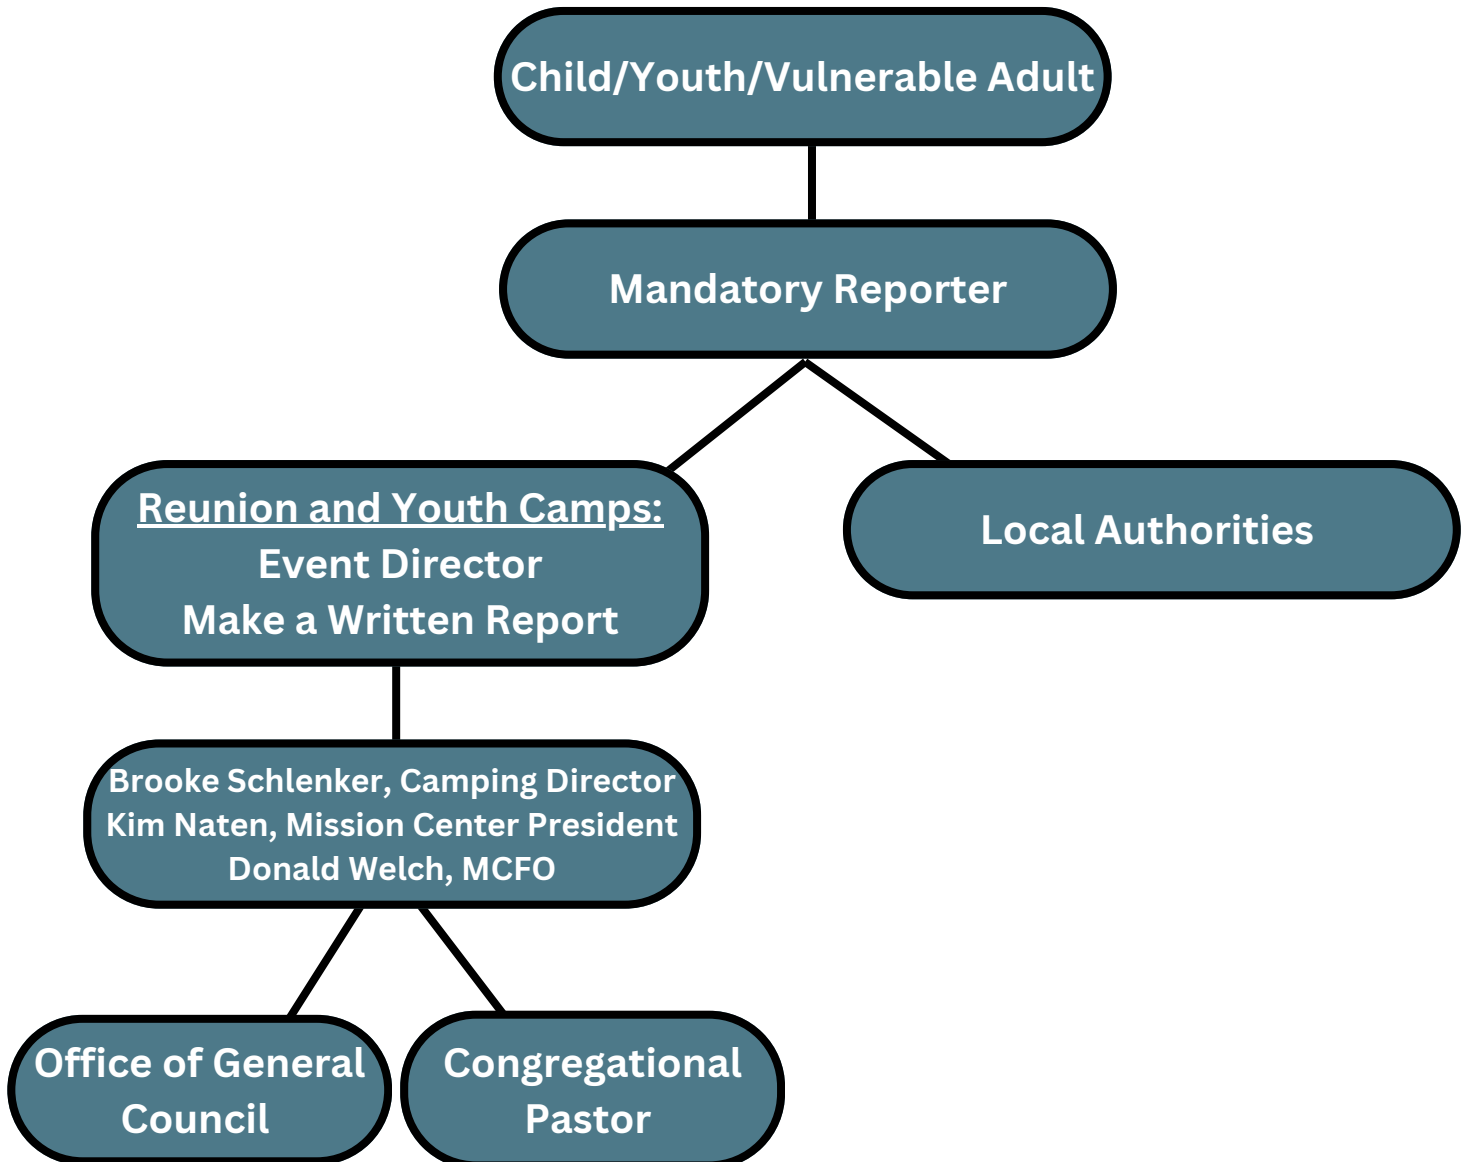 Child/Youth/Vulnerable Adult
Mandatory Reporter
Reunion and Youth Camps:
Event Director
Make a Written Report
Local Authorities
Brooke Schlenker, Camping Director
Kim Naten, Mission Center President
Donald Welch, MCFO
Office of General
Council
Congregational
Pastor